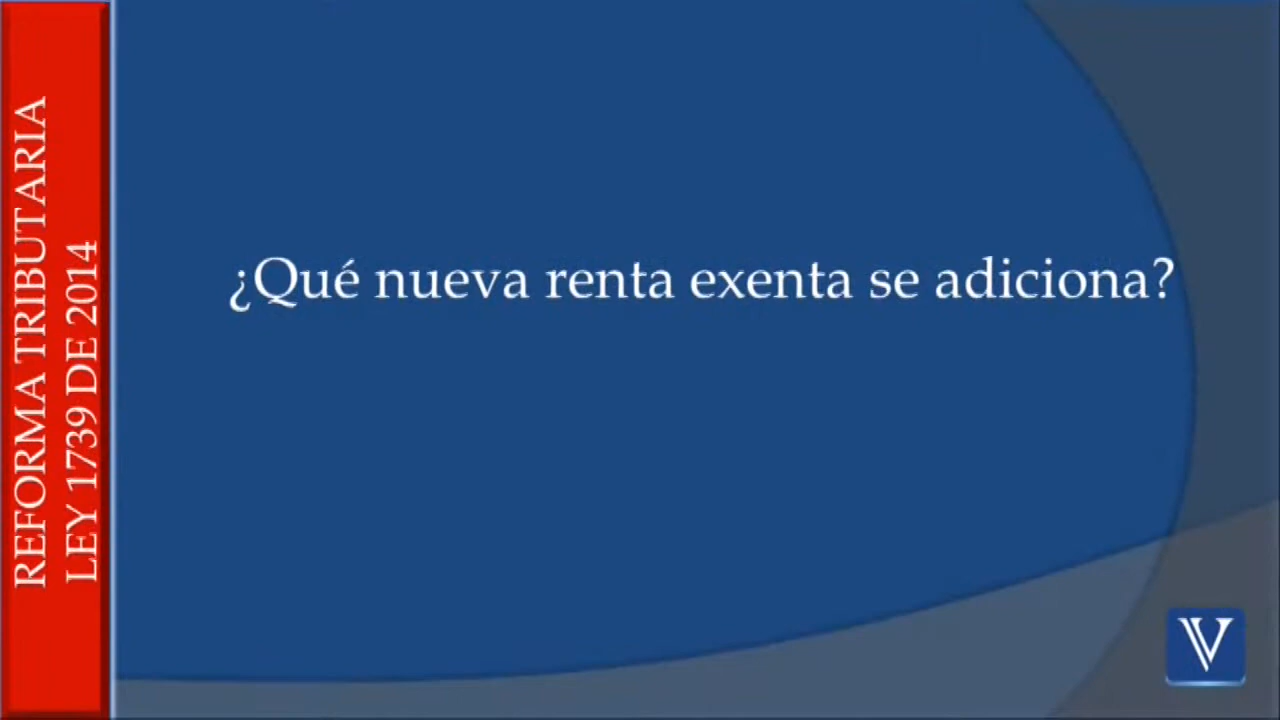 REFORMA TRIBUTARIA
LEY 1739 DE 2014
¿Qué nueva renta exenta se adiciona?
V